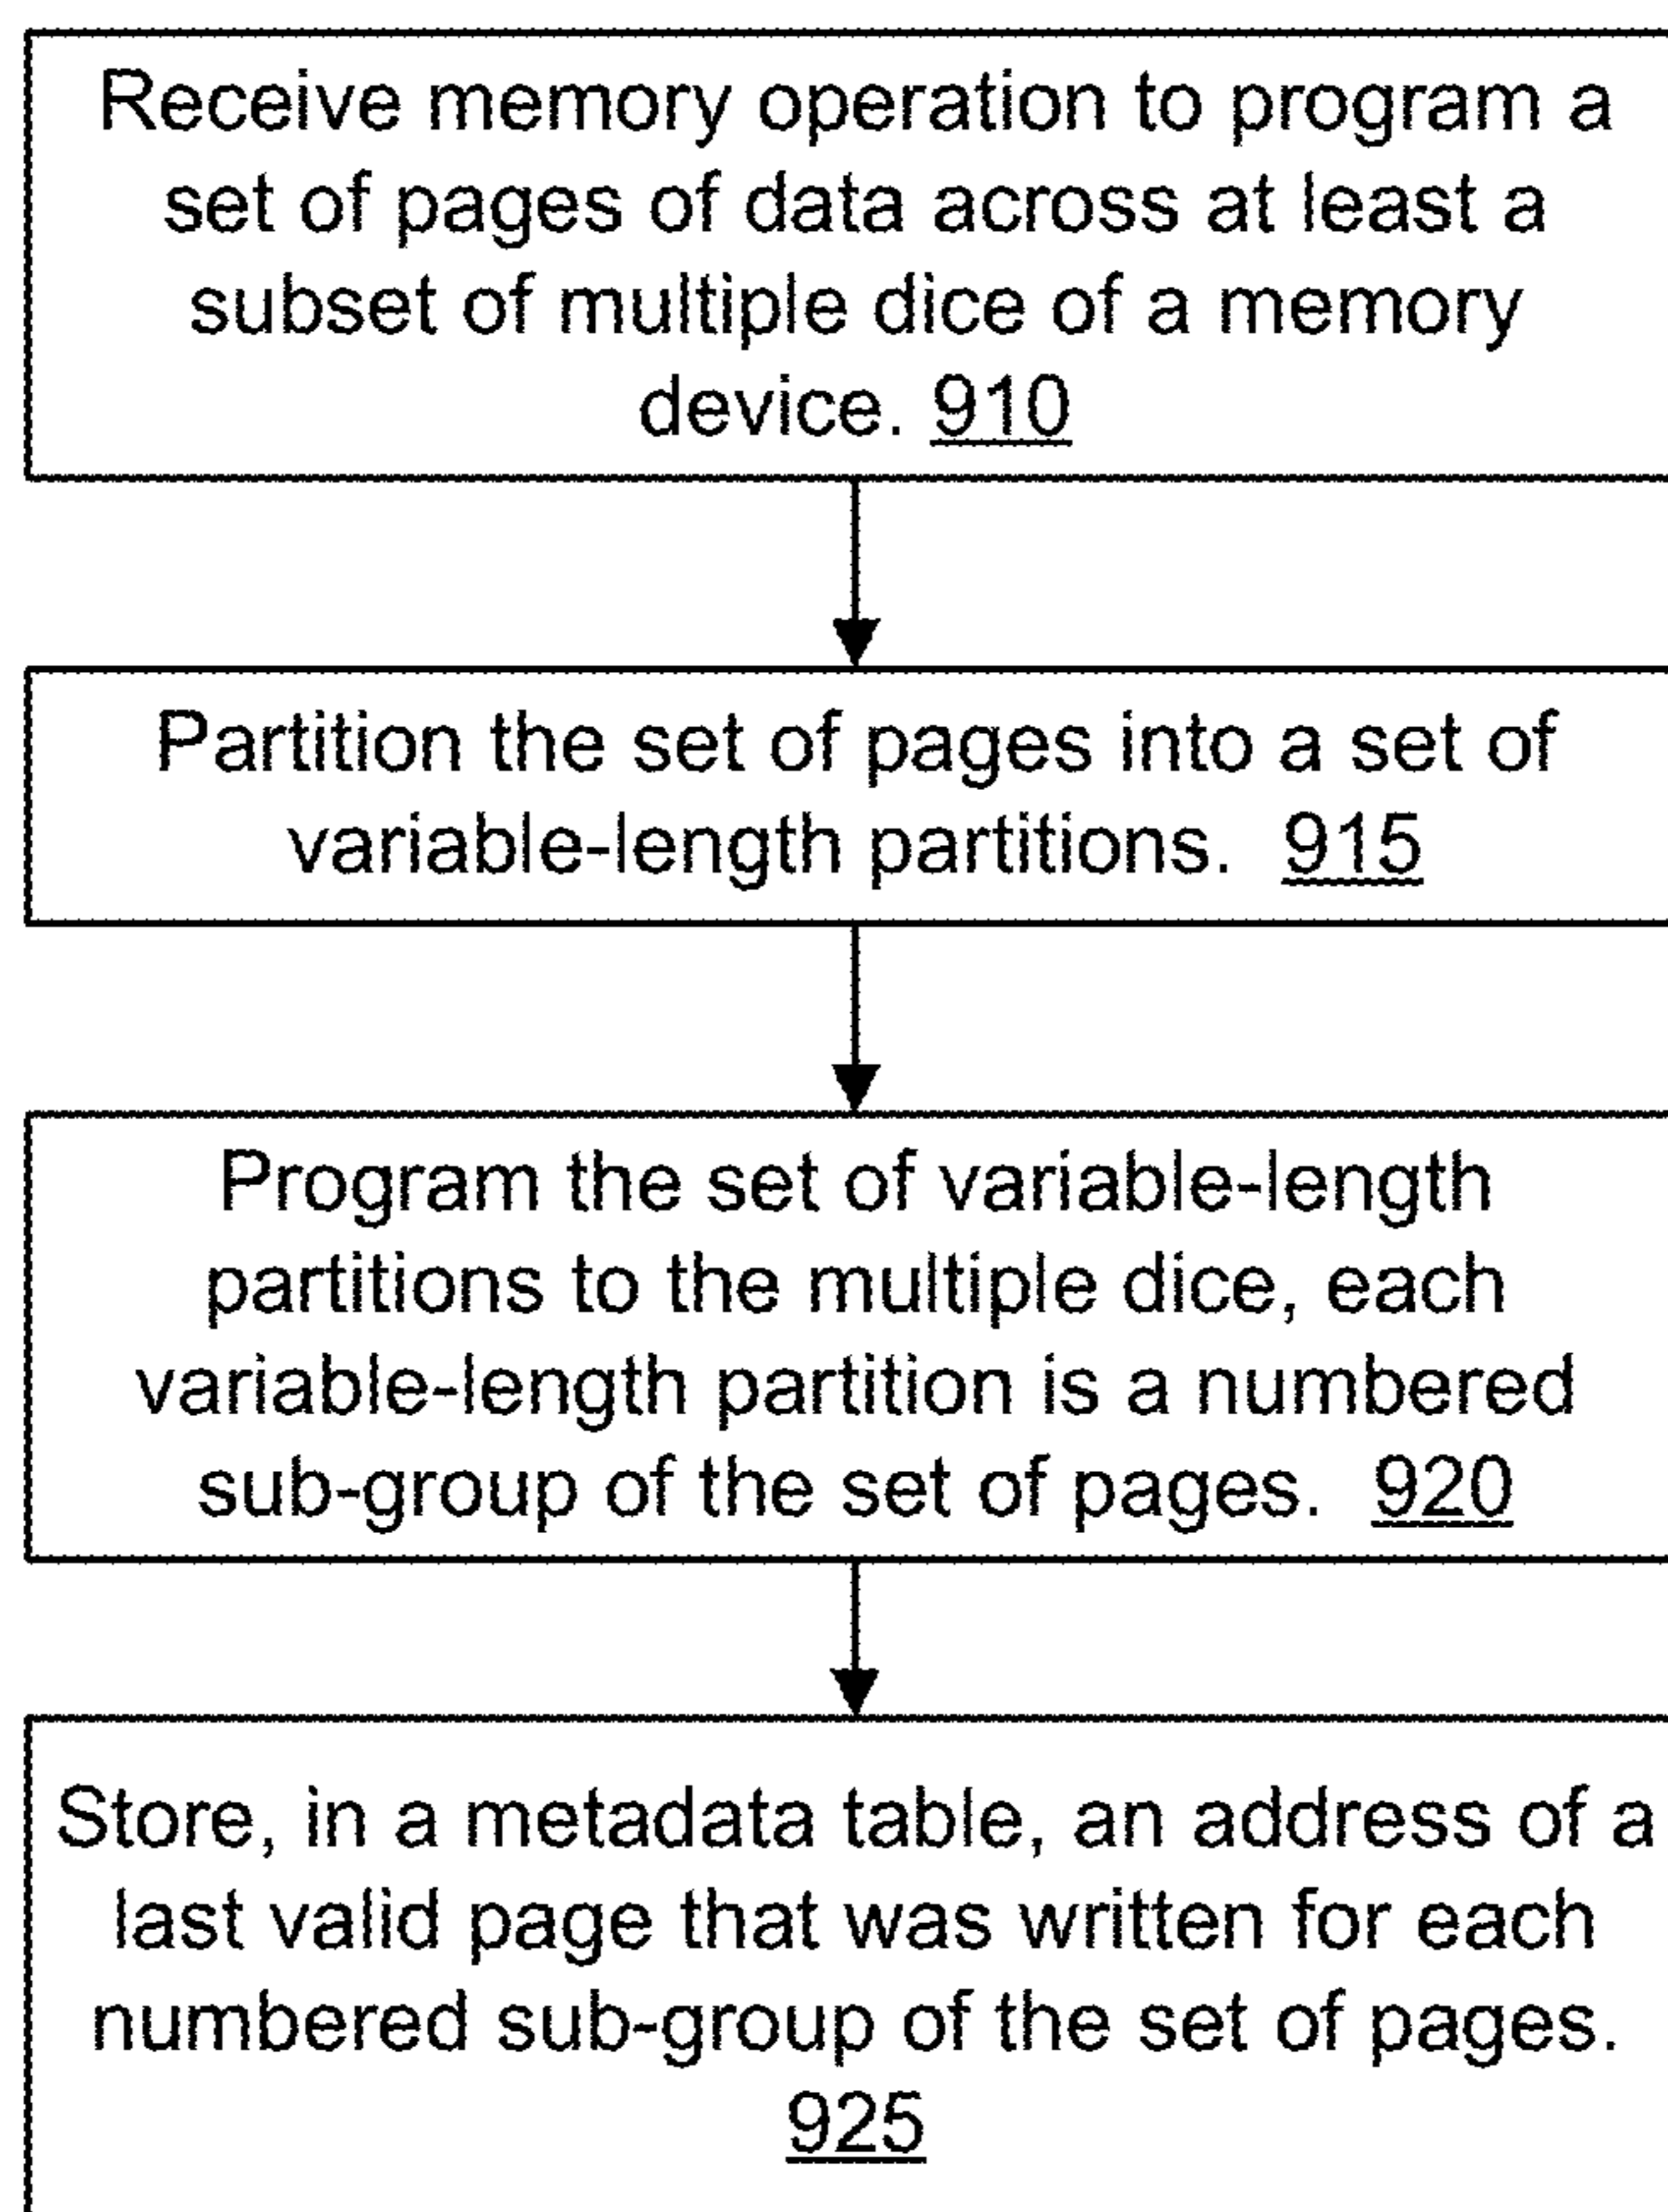 Receive memory operation to program a
set of pages of data across at least a
subset of multiple dice of a memory
device. 910
Partition the set of pages into a set of
variable-length partitions. 915
Program the set of variable-length
partitions to the multiple dice, each
variable-length partition is a numbered
sub-group of the set of pages. 920
Store, in a metadata table, an address of a
last valid page that was written for each
numbered sub-group of the set of pages.
925